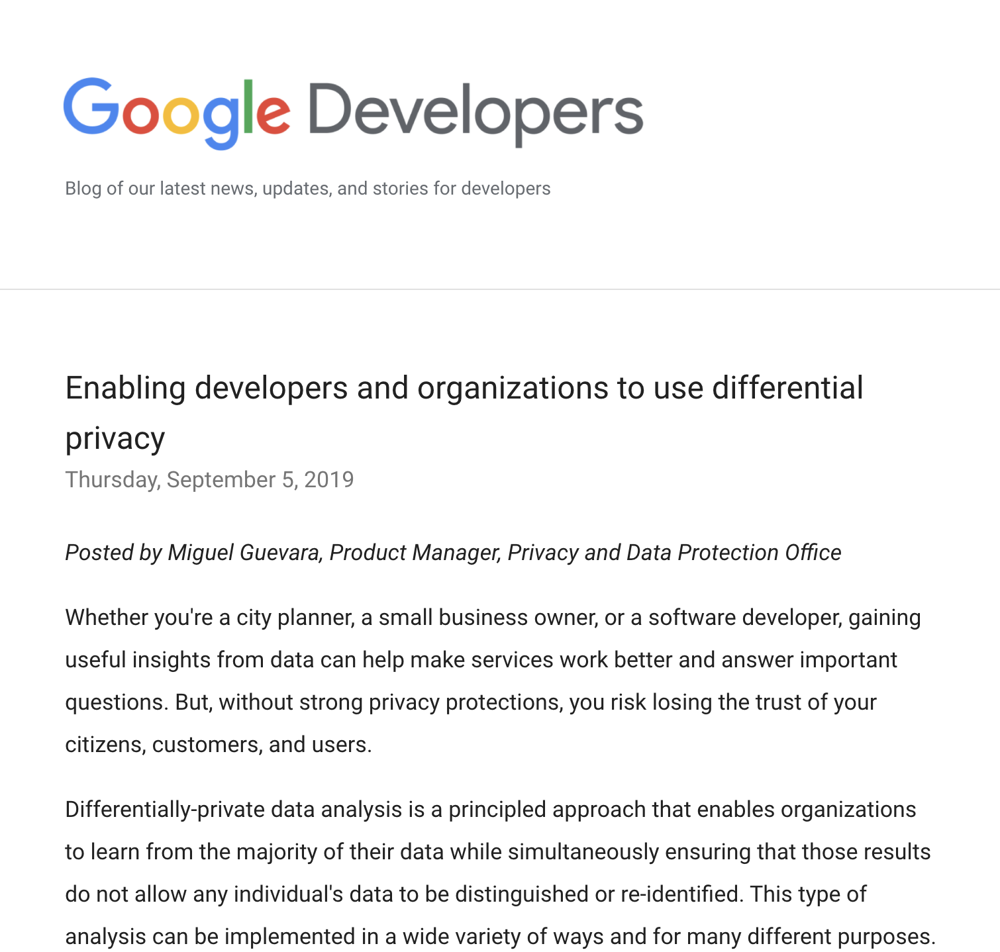 Google Developers
Blog of our latest news, updates, and stories for developers
Enabling developers and organizations to use differential
privacy
Thursday, September 5, 2019
Posted by Miguel Guevara, Product Manager, Privacy and Data Protection Office
Whether you're a city planner, a small business owner, or a software developer, gaining
useful insights from data can help make services work better and answer important
questions. But, without strong privacy protections, you risk losing the trust of your
citizens, customers, and users.
Differentially-private data analysis is a principled approach that enables organizations
to learn from the majority of their data while simultaneously ensuring that those results
do not allow any individual's data to be distinguished or re-identified. This type of
analysis can be implemented in a wide variety of ways and for many different purposes.